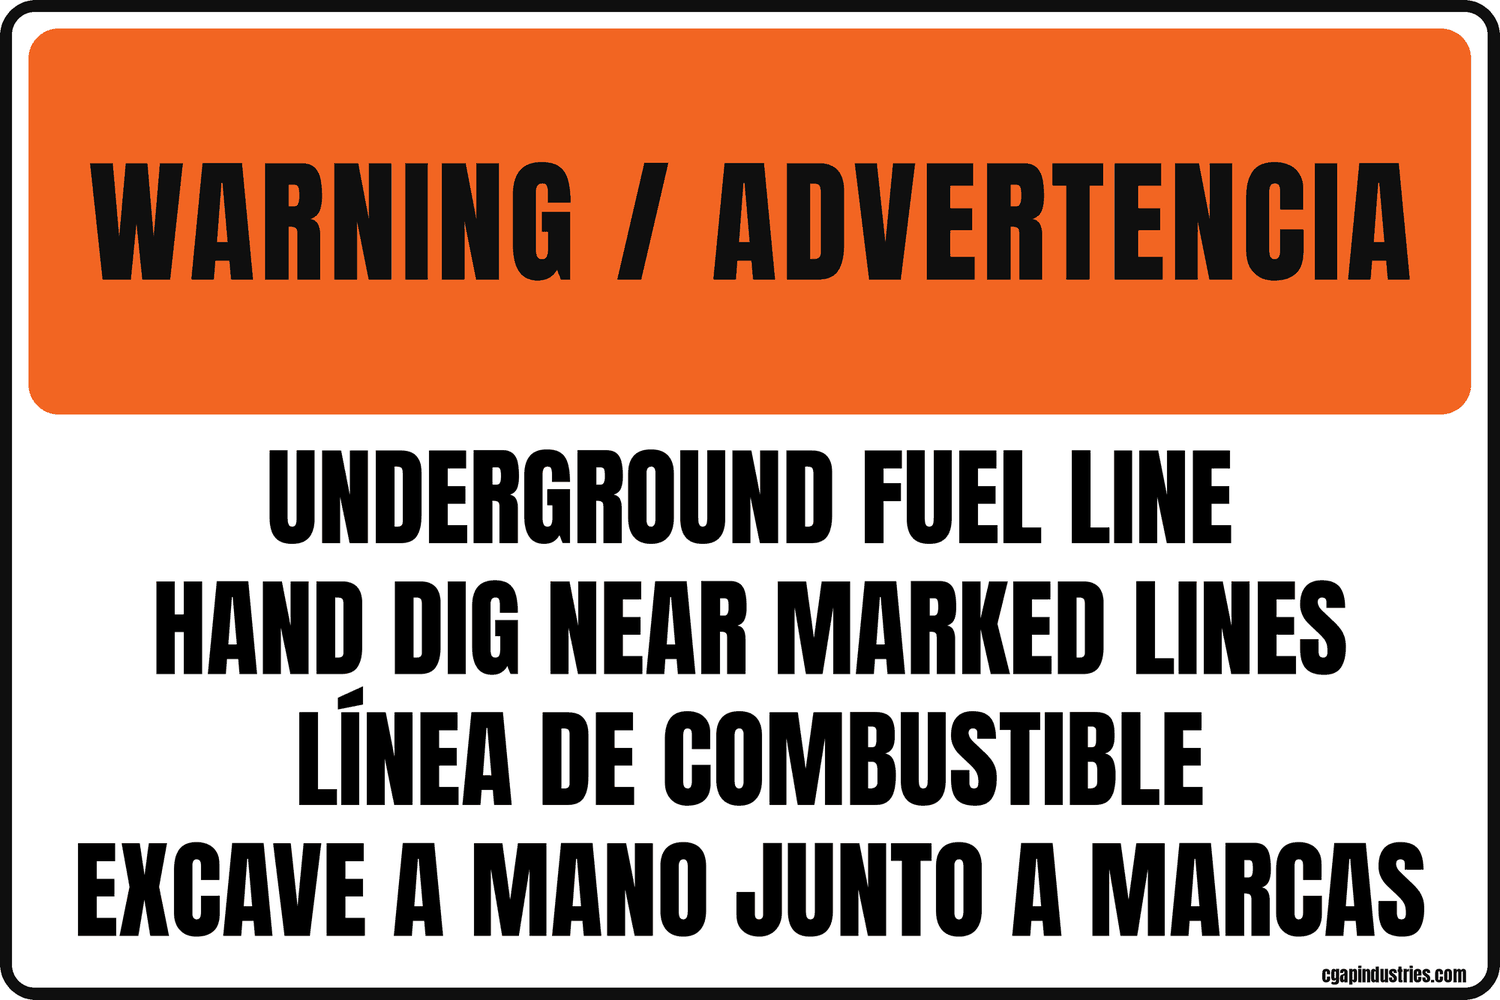 WARNING / ADVERTENCIA
UNDERGROUND FUEL LINE
HAND DIG NEAR MARKED LINES
LÍNEA DE COMBUSTIBLE
EXCAVE A MANO JUNTO A MARCAS
cgapindustries.com